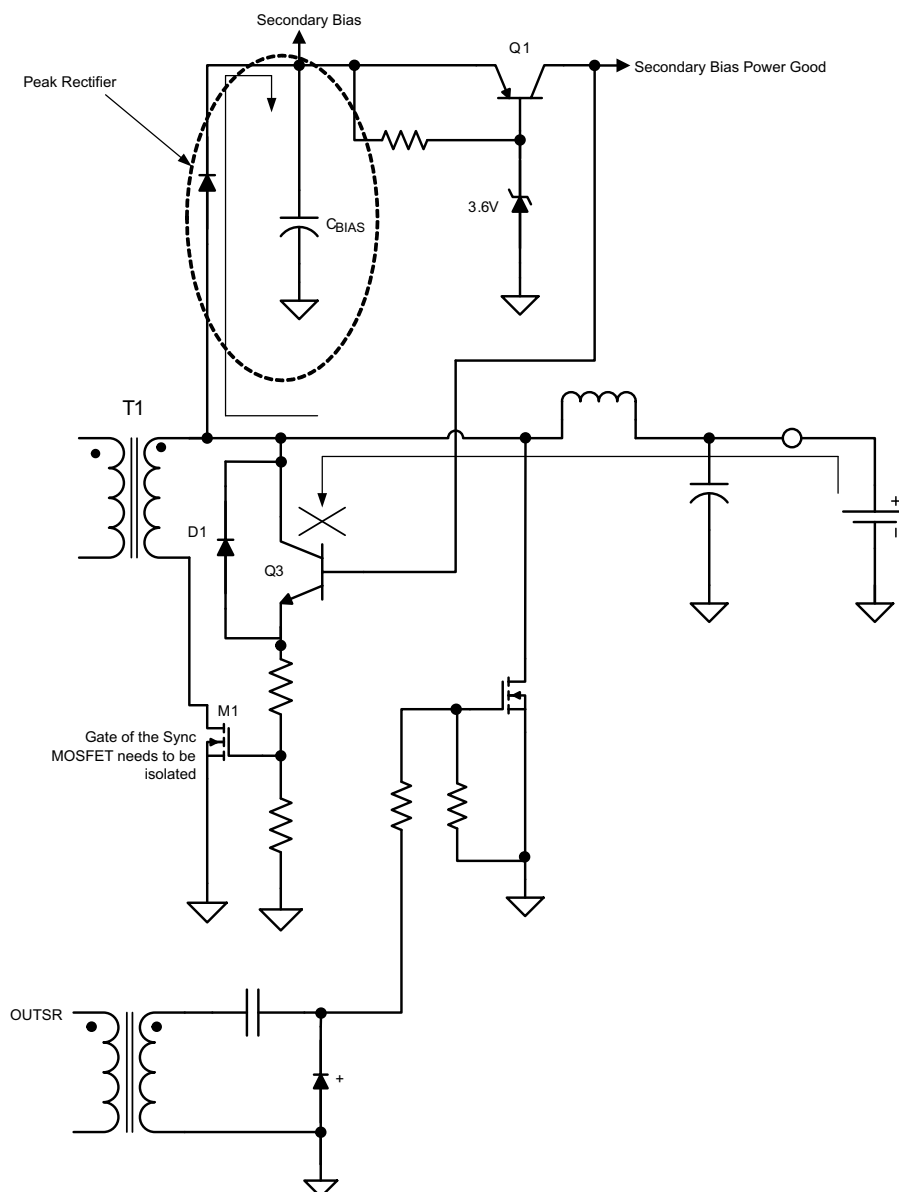 Secondary Bias
Q1
Peak Rectifier
Secondary Bias Power Good
3.6V
CBIAS
T1
+
-
D1
Q3
M1
Gate of the Sync
MOSFET needs to be
isolated
OUTSR
+